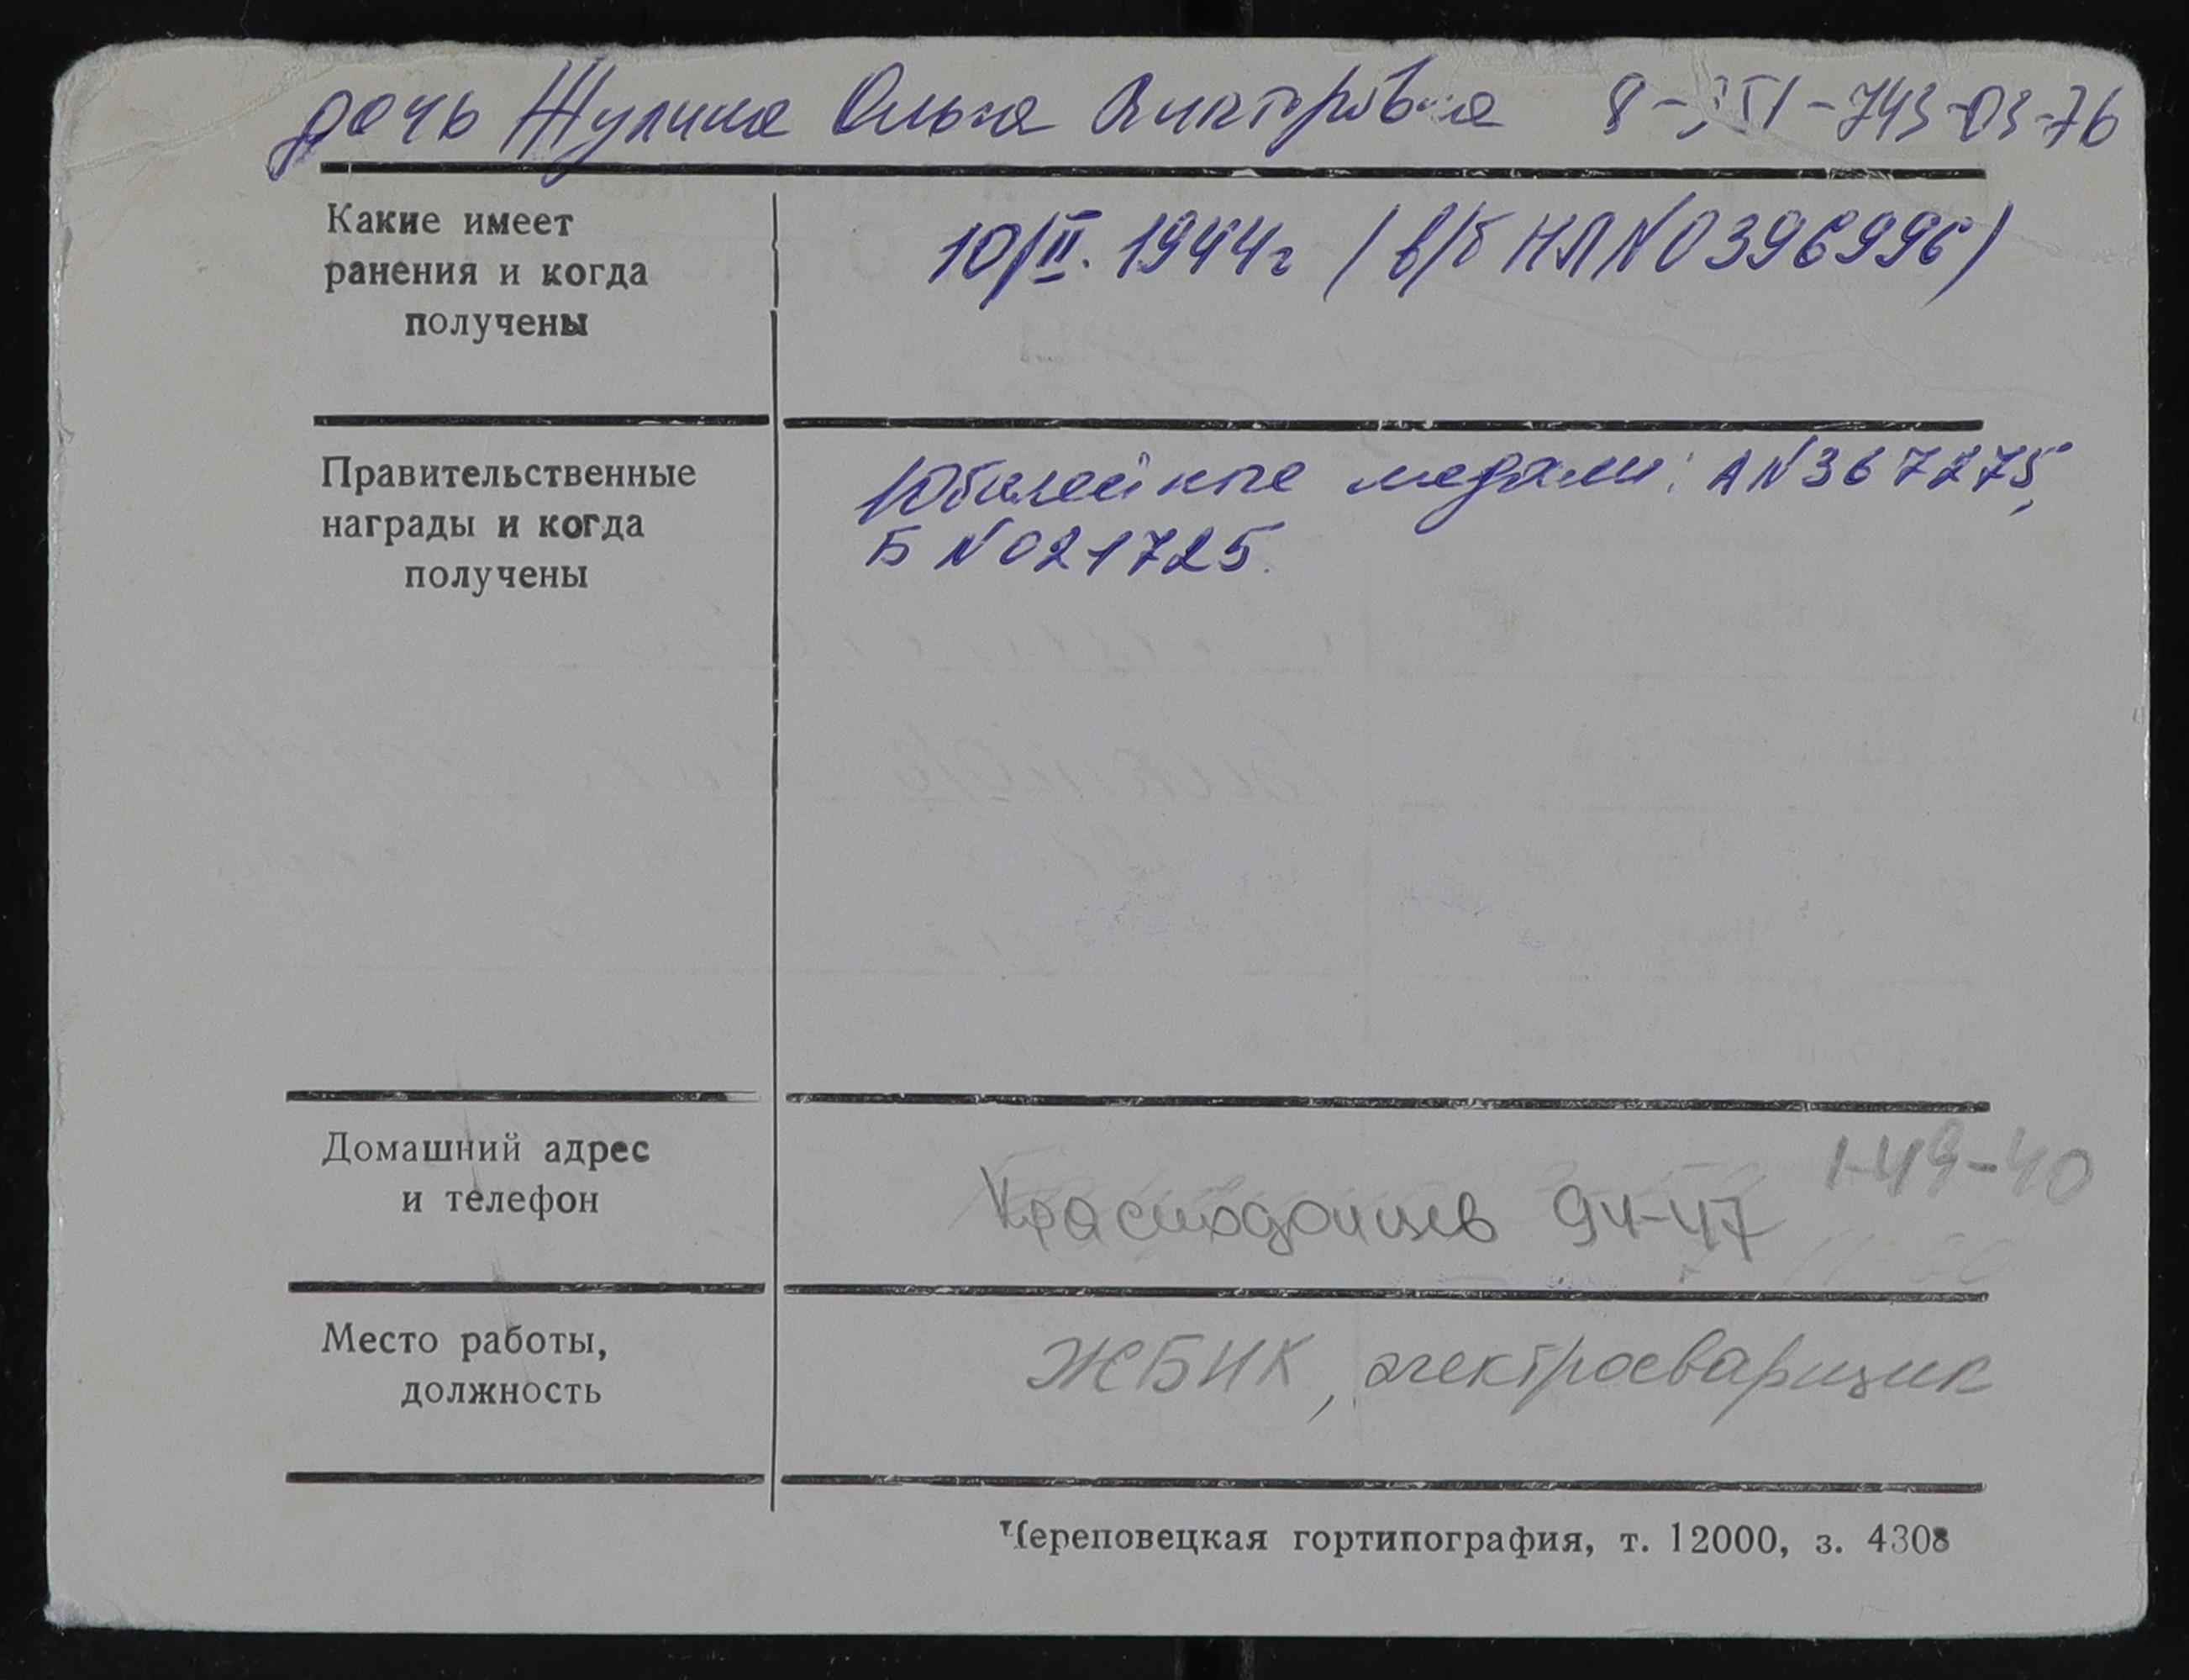 дочь Жулина Ольга Викторовна 8-351-743-03-76
Какие имеет
ранения и когда
получены
10/II. 1944г (в/б НЛ N 0396996)
Правительственные
награды и когда
получены
Юбилейные медали: А N 367275,
Б N 021725.
Домашний адрес
и телефон
1-49-40
Краснодонцев 94-47
Место работы,
должность
ЖБИК, электросварщик
Череповецкая гортипография, т. 12000, з. 4308